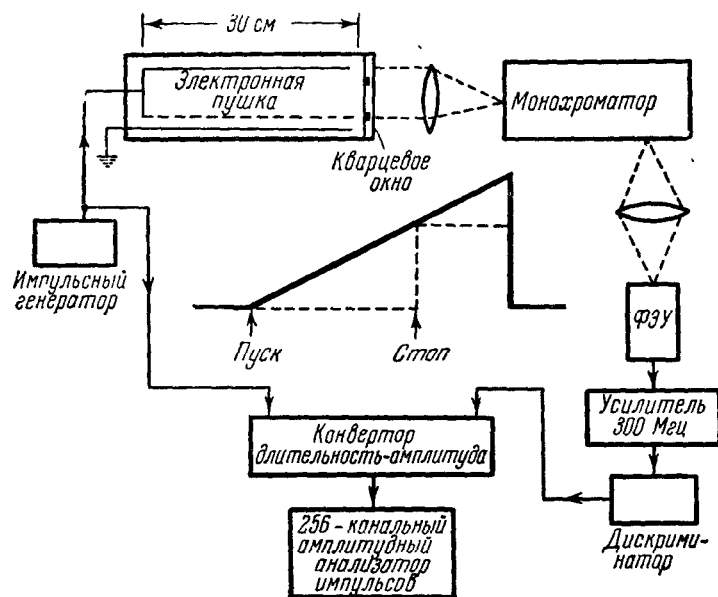 30 см
Электронная
пушка
Монохроматор
Кварцевое
окно
Импульсный
генератор
ФЭУ
Пуск
Стоп
Усилитель
300 Мгц
Конвертор
длительность-амплитуда
256-канальный
амплитудный
анализатор
импульсов
Дискрими-
натор